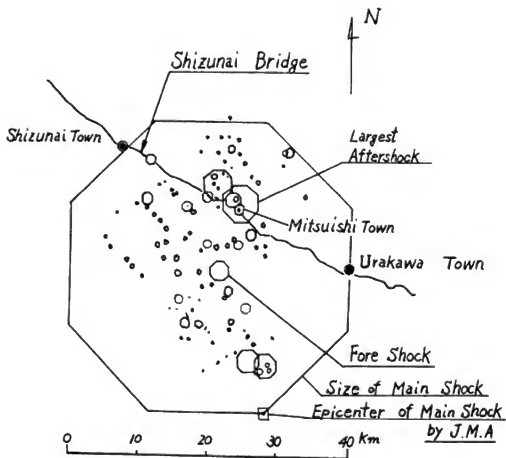 N
Shizunai Bridge
Shizunai Town
Largest
Aftershock
Mitsuishi Town
Urakawa Town
Fore Shock
Size of Main Shock
Epicenter of Main Shock
by J.M.A
0 10 20 30 40 Km